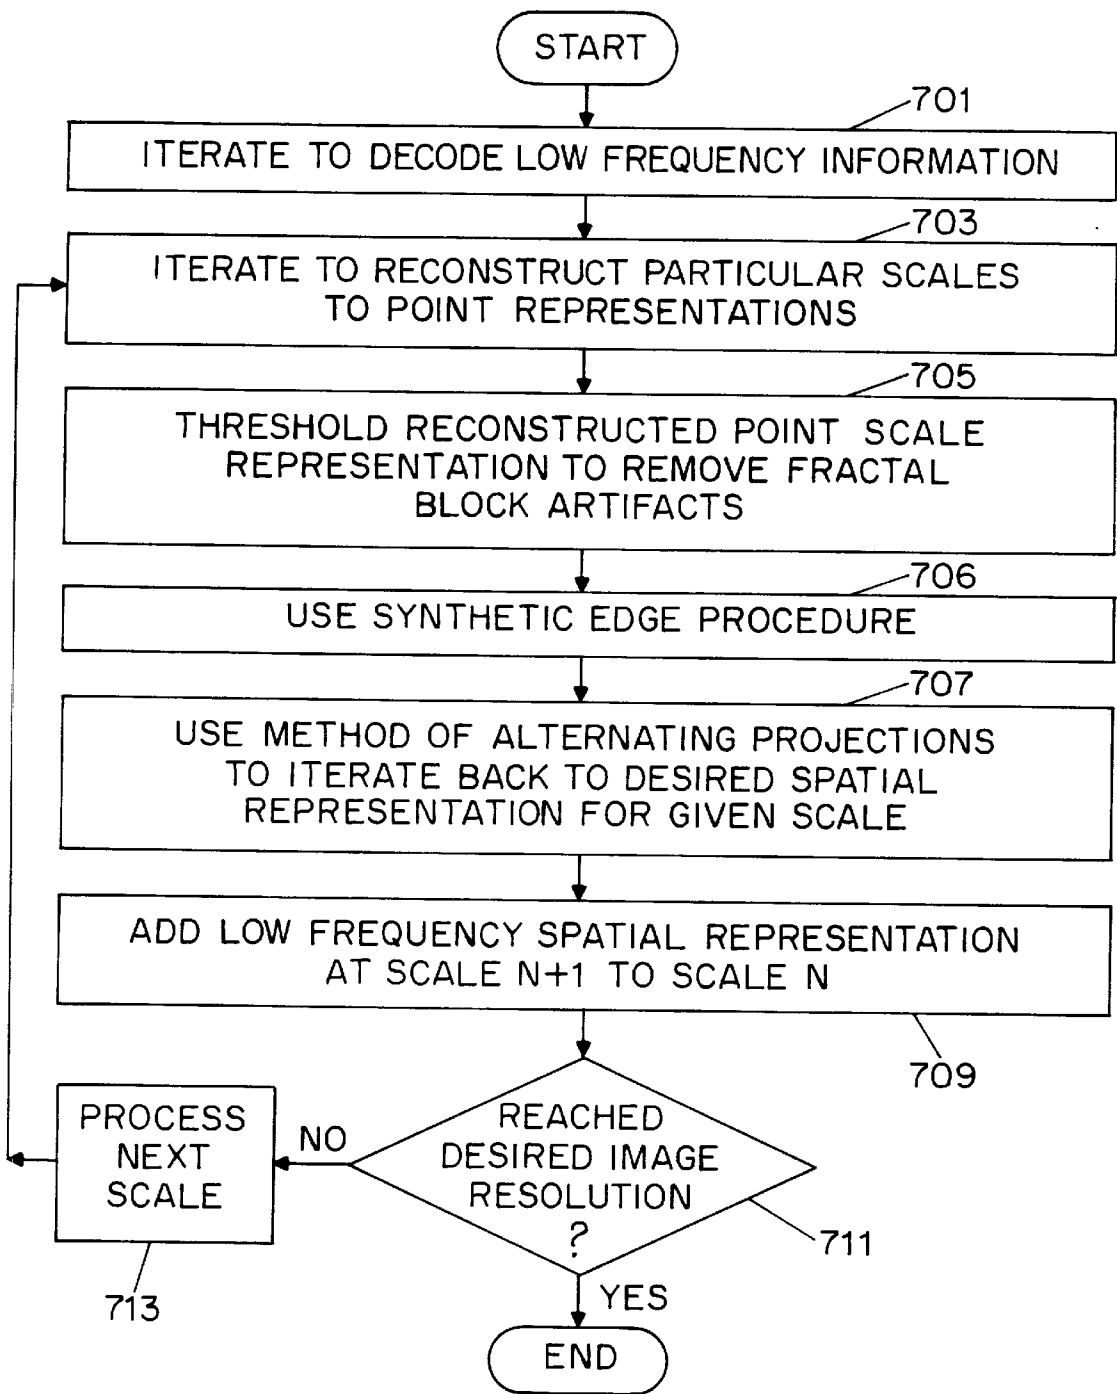 START
701
ITERATE TO DECODE LOW FREQUENCY INFORMATION
703
ITERATE TO RECONSTRUCT PARTICULAR SCALES
TO POINT REPRESENTATIONS
705
THRESHOLD RECONSTRUCTED POINT SCALE
REPRESENTATION TO REMOVE FRACTAL
BLOCK ARTIFACTS
706
USE SYNTHETIC EDGE PROCEDURE
707
USE METHOD OF ALTERNATING PROJECTIONS
TO ITERATE BACK TO DESIRED SPATIAL
REPRESENTATION FOR GIVEN SCALE
ADD LOW FREQUENCY SPATIAL REPRESENTATION
AT SCALE N+1 TO SCALE N
709
REACHED
DESIRED IMAGE
RESOLUTION
?
711
NO
PROCESS
NEXT
SCALE
713
YES
END